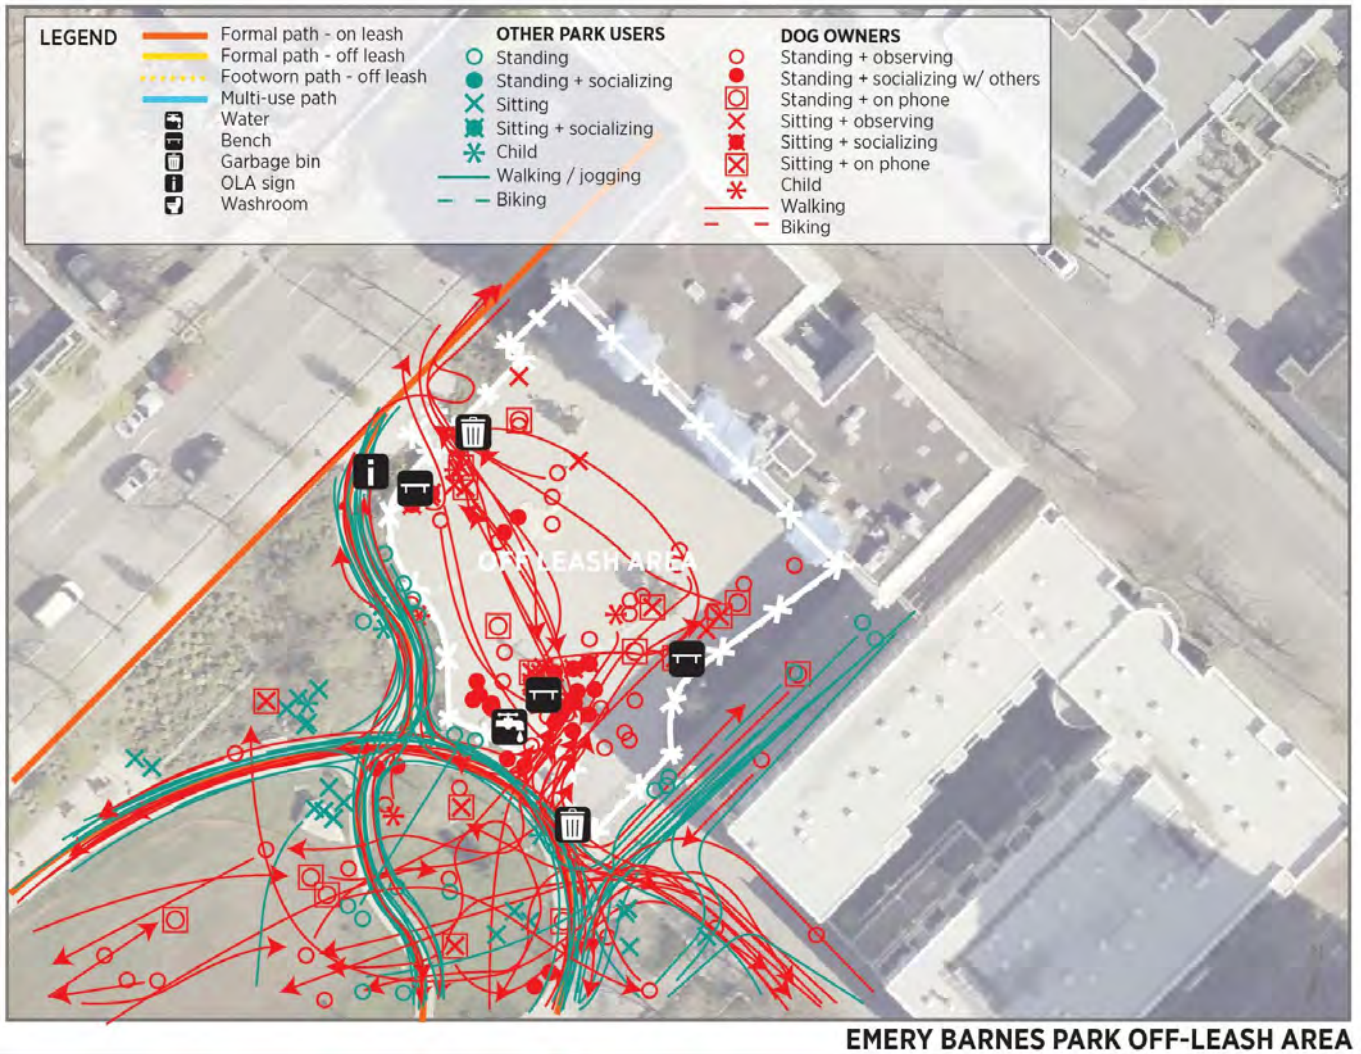 LEGEND
Formal path - on leash
Formal path - off leash
Footworn path - off leash
Multi-use path
Water
Bench
Garbage bin
OLA sign
Washroom
OTHER PARK USERS
Standing
Standing + socializing
Sitting
Sitting + socializing
Child
Walking / jogging
Biking
DOG OWNERS
Standing + observing
Standing + socializing w/ others
Standing + on phone
Sitting + observing
Sitting + socializing
Sitting + on phone
Child
Walking
Biking
i
OFF LEASH AREA
EMERY BARNES PARK OFF-LEASH AREA